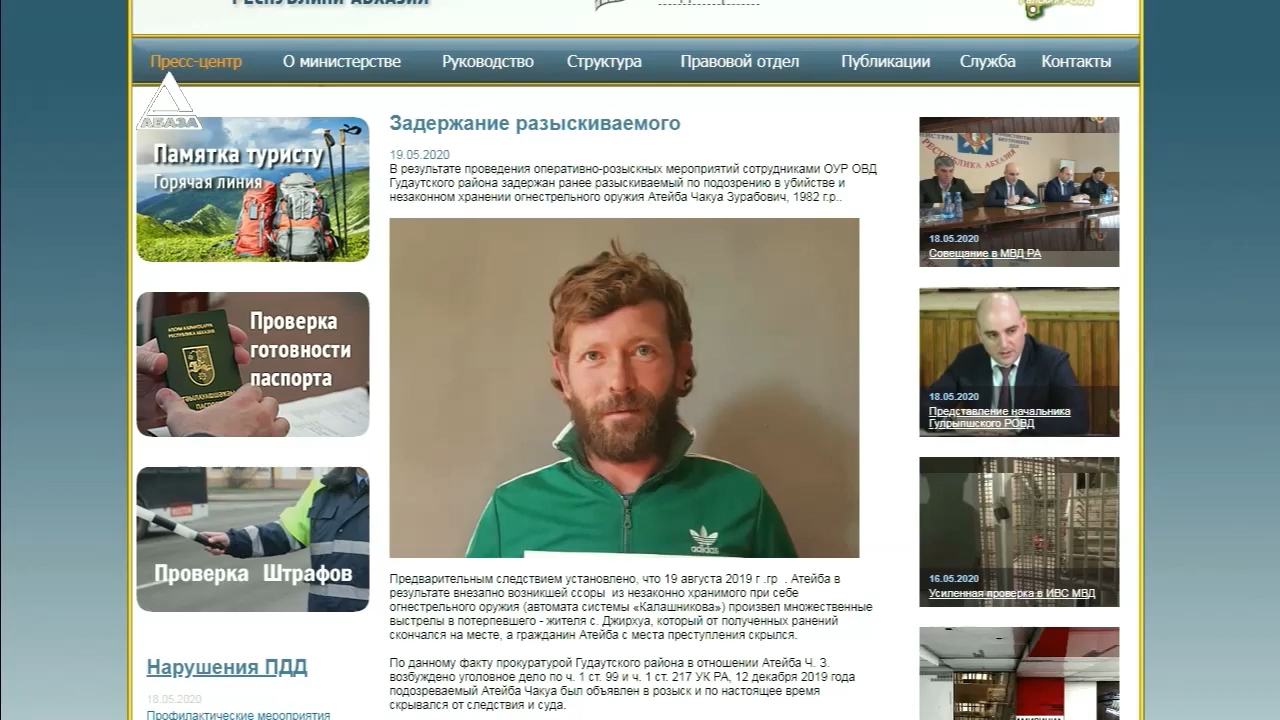 РЕСПУБЛИКИ АБХАЗИЯ
Пресс-центр О министерстве Руководство Структура Правовой отдел Публикации Служба Контакты
АБАЗА
Памятка туристу
Горячая линия
Проверка
готовности
паспорта
ПАСПОРТ
Проверка Штрафов
Нарушения ПДД
18.05.2020
Профилактические мероприятия
Задержание разыскиваемого
19.05.2020
В результате проведения оперативно-розыскных мероприятий сотрудниками ОУР ОВД
Гудаутского района задержан ранее разыскиваемый по подозрению в убийстве и
незаконном хранении огнестрельного оружия Атейба Чакуа Зурабович, 1982 г.р..
adidas
Предварительным следствием установлено, что 19 августа 2019 г .гр . Атейба в
результате внезапно возникшей ссоры из незаконно хранимого при себе
огнестрельного оружия (автомата системы «Калашникова») произвел множественные
выстрелы в потерпевшего - жителя с. Джирхуа, который от полученных ранений
скончался на месте, а гражданин Атейба с места преступления скрылся.
По данному факту прокуратурой Гудаутского района в отношении Атейба Ч. З.
возбуждено уголовное дело по ч. 1 ст. 99 и ч. 1 ст. 217 УК РА, 12 декабря 2019 года
подозреваемый Атейба Чакуа был объявлен в розыск и по настоящее время
скрывался от следствия и суда.
РЕСПУБЛИКА АБХАЗИЯ
18.05.2020
Совещание в МВД РА
18.05.2020
Представление начальника
Гулрыпшского РОВД
16.05.2020
Усиленная проверка в ИВС МВД